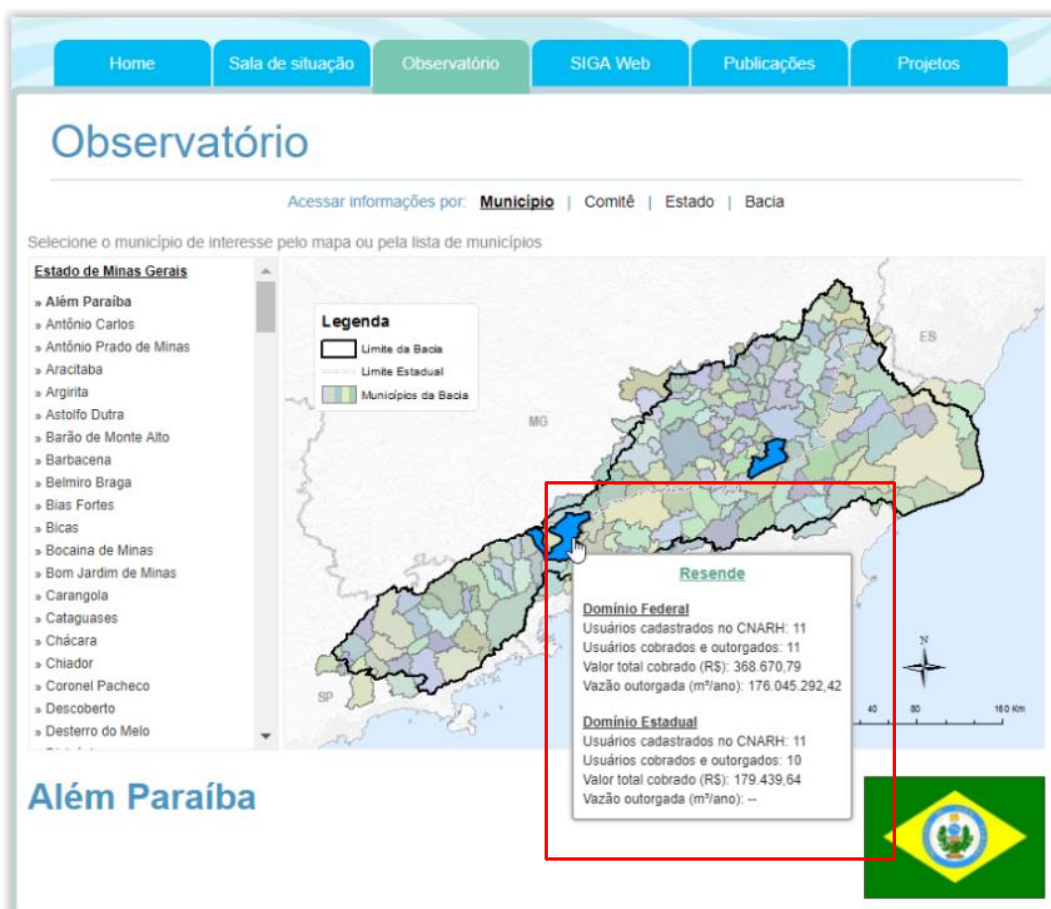 Home
Sala de situação
Observatório
SIGA Web
Publicações
Projetos
Observatório
Acessar informações por: Município | Comitê | Estado | Bacia
Selecione o município de interesse pelo mapa ou pela lista de municípios
Estado de Minas Gerais
» Além Paraíba
» Antônio Carlos
» Antônio Prado de Minas
» Aracitaba
» Argirita
» Astolfo Dutra
» Barão de Monte Alto
» Barbacena
» Belmiro Braga
» Bias Fortes
» Bicas
» Bocaina de Minas
» Bom Jardim de Minas
» Carangola
» Cataguases
» Chácara
» Chiador
» Coronel Pacheco
» Descoberto
» Desterro do Melo
Legenda
Limite da Bacia
Limite Estadual
Municípios da Bacia
MG
ES
SP
N
40 80 160 Km
Resende
Domínio Federal
Usuários cadastrados no CNARH: 11
Usuários cobrados e outorgados: 11
Valor total cobrado (R$): 368.670,79
Vazão outorgada (m³/ano): 176.045.292,42
Domínio Estadual
Usuários cadastrados no CNARH: 11
Usuários cobrados e outorgados: 10
Valor total cobrado (R$): 179.439,64
Vazão outorgada (m³/ano): --
Além Paraíba